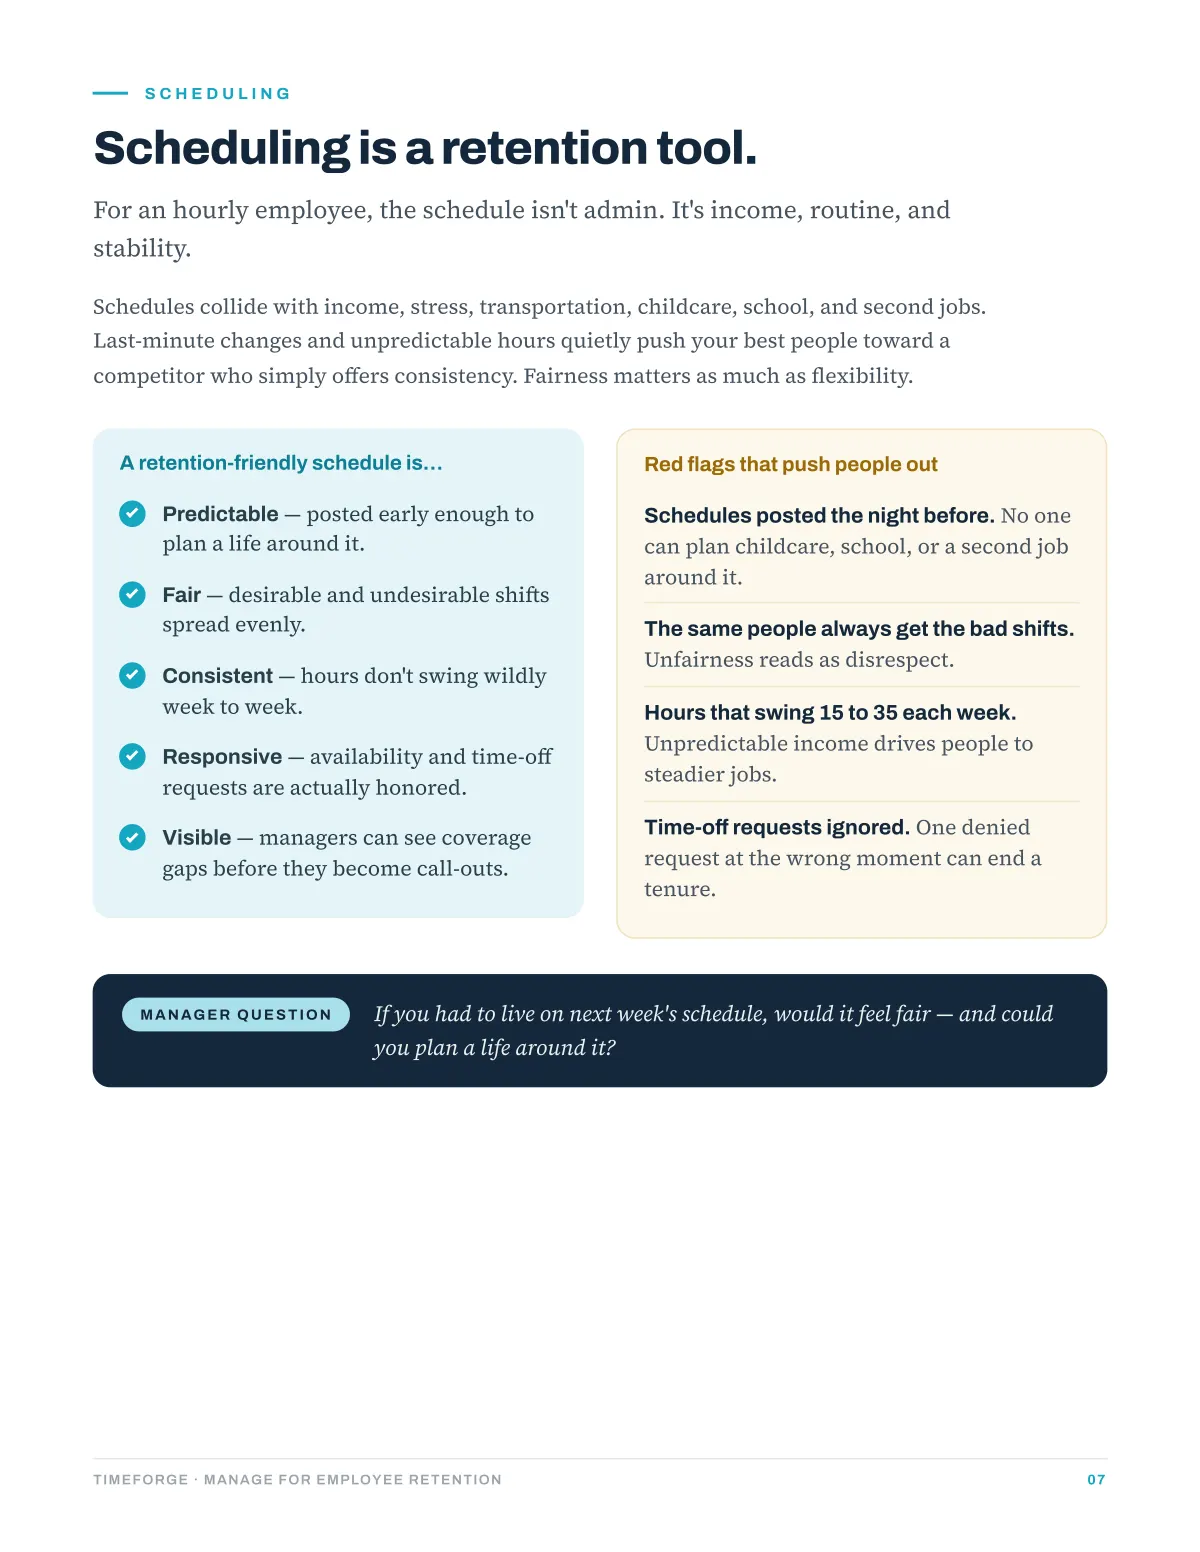 SCHEDULING
Scheduling is a retention tool.
For an hourly employee, the schedule isn't admin. It's income, routine, and
stability.
Schedules collide with income, stress, transportation, childcare, school, and second jobs.
Last-minute changes and unpredictable hours quietly push your best people toward a
competitor who simply offers consistency. Fairness matters as much as flexibility.
A retention-friendly schedule is...
Predictable — posted early enough to
plan a life around it.
Fair — desirable and undesirable shifts
spread evenly.
Consistent — hours don't swing wildly
week to week.
Responsive — availability and time-off
requests are actually honored.
Visible — managers can see coverage
gaps before they become call-outs.
Red flags that push people out
Schedules posted the night before. No one
can plan childcare, school, or a second job
around it.
The same people always get the bad shifts.
Unfairness reads as disrespect.
Hours that swing 15 to 35 each week.
Unpredictable income drives people to
steadier jobs.
Time-off requests ignored. One denied
request at the wrong moment can end a
tenure.
MANAGER QUESTION
If you had to live on next week's schedule, would it feel fair — and could
you plan a life around it?
TIMEFORGE · MANAGE FOR EMPLOYEE RETENTION
07